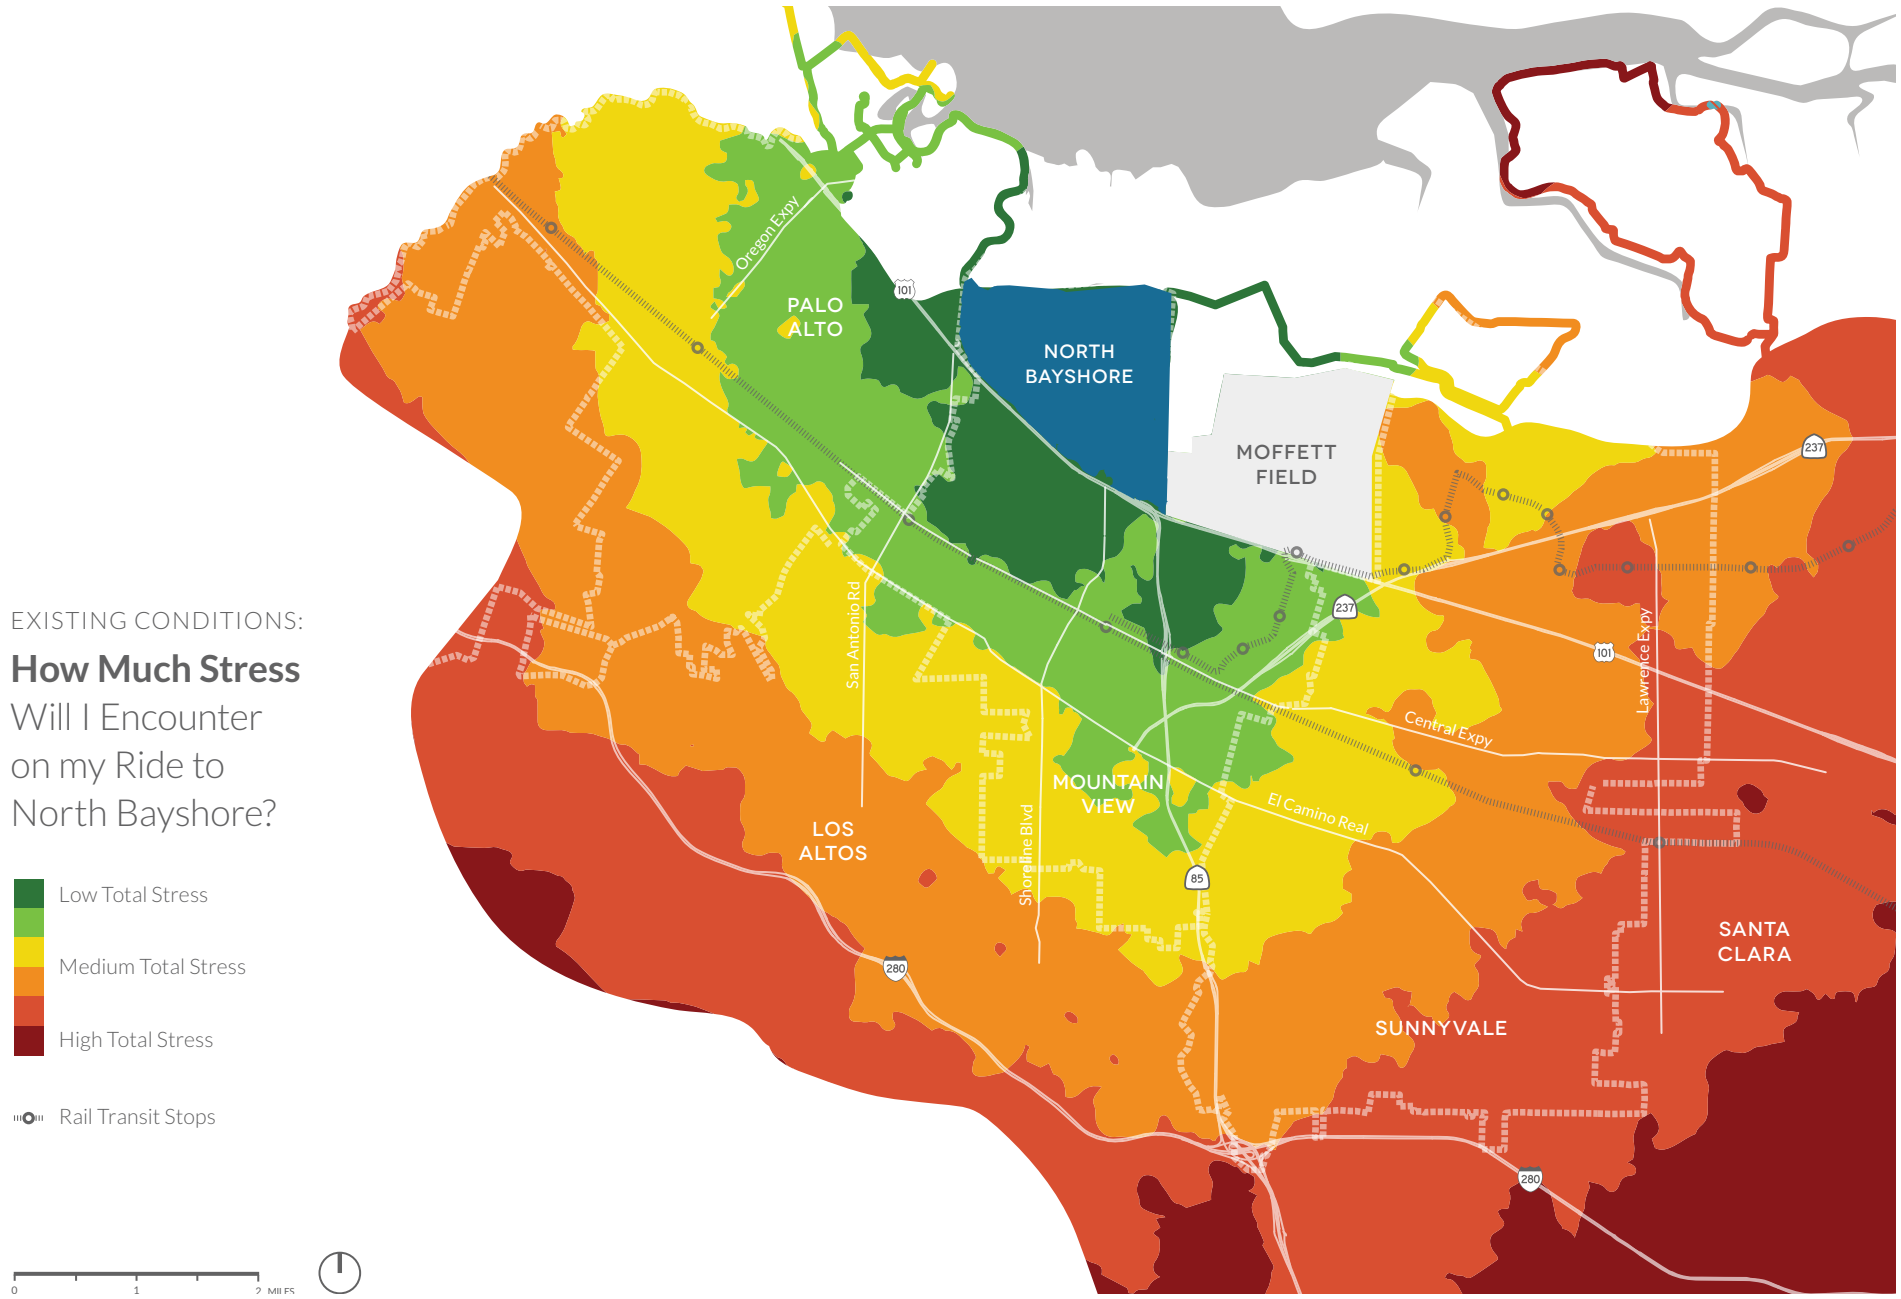 EXISTING CONDITIONS:
How Much Stress
Will I Encounter
on my Ride to
North Bayshore?
Low Total Stress
Medium Total Stress
High Total Stress
Rail Transit Stops
0 1 2 MILES
Oregon Expy
PALO
ALTO
101
NORTH
BAYSHORE
MOFFETT
FIELD
237
237
101
San Antonio Rd
Lawrence Expy
Central Expy
MOUNTAIN
VIEW
El Camino Real
LOS
ALTOS
Shoreline Blvd
85
280
SANTA
CLARA
SUNNYVALE
280